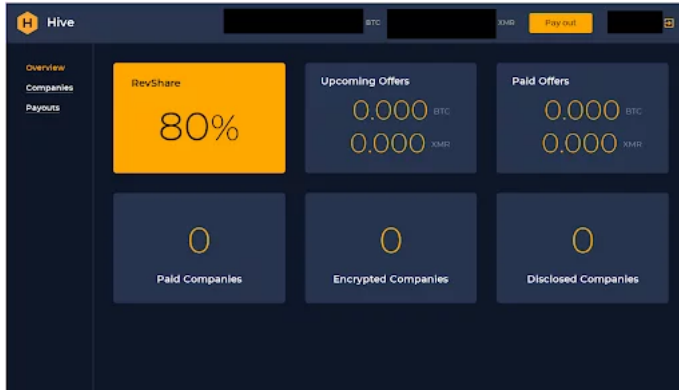 H Hive
BTC
XMR
Pay out
Overview
Companies
Payouts
RevShare
80%
Upcoming Offers
0.000 BTC
0.000 XMR
Paid Offers
0.000 BTC
0.000 XMR
0
Paid Companies
0
Encrypted Companies
0
Disclosed Companies